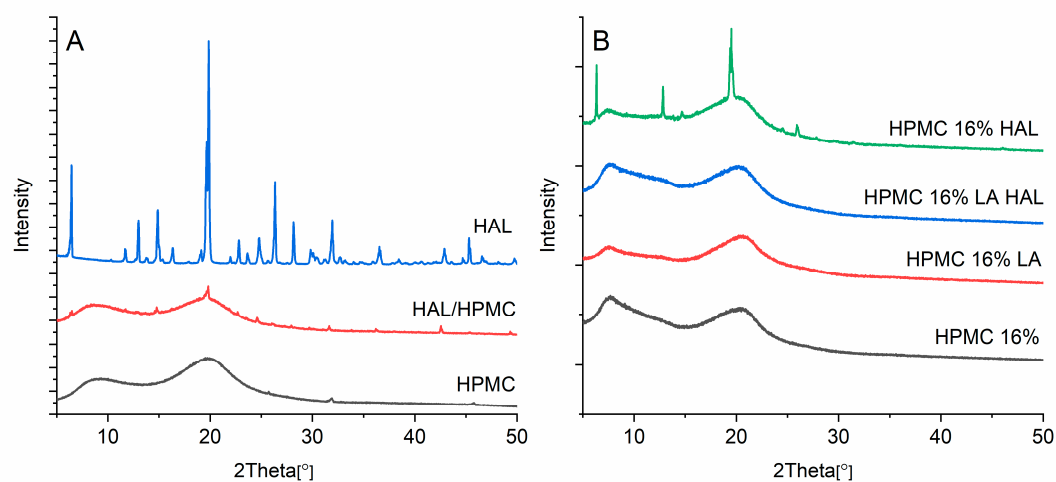 A
Intensity
HAL
HAL/HPMC
HPMC
10 20 30 40 50
2Theta[°]
B
Intensity
HPMC 16% HAL
HPMC 16% LA HAL
HPMC 16% LA
HPMC 16%
10 20 30 40 50
2Theta[°]